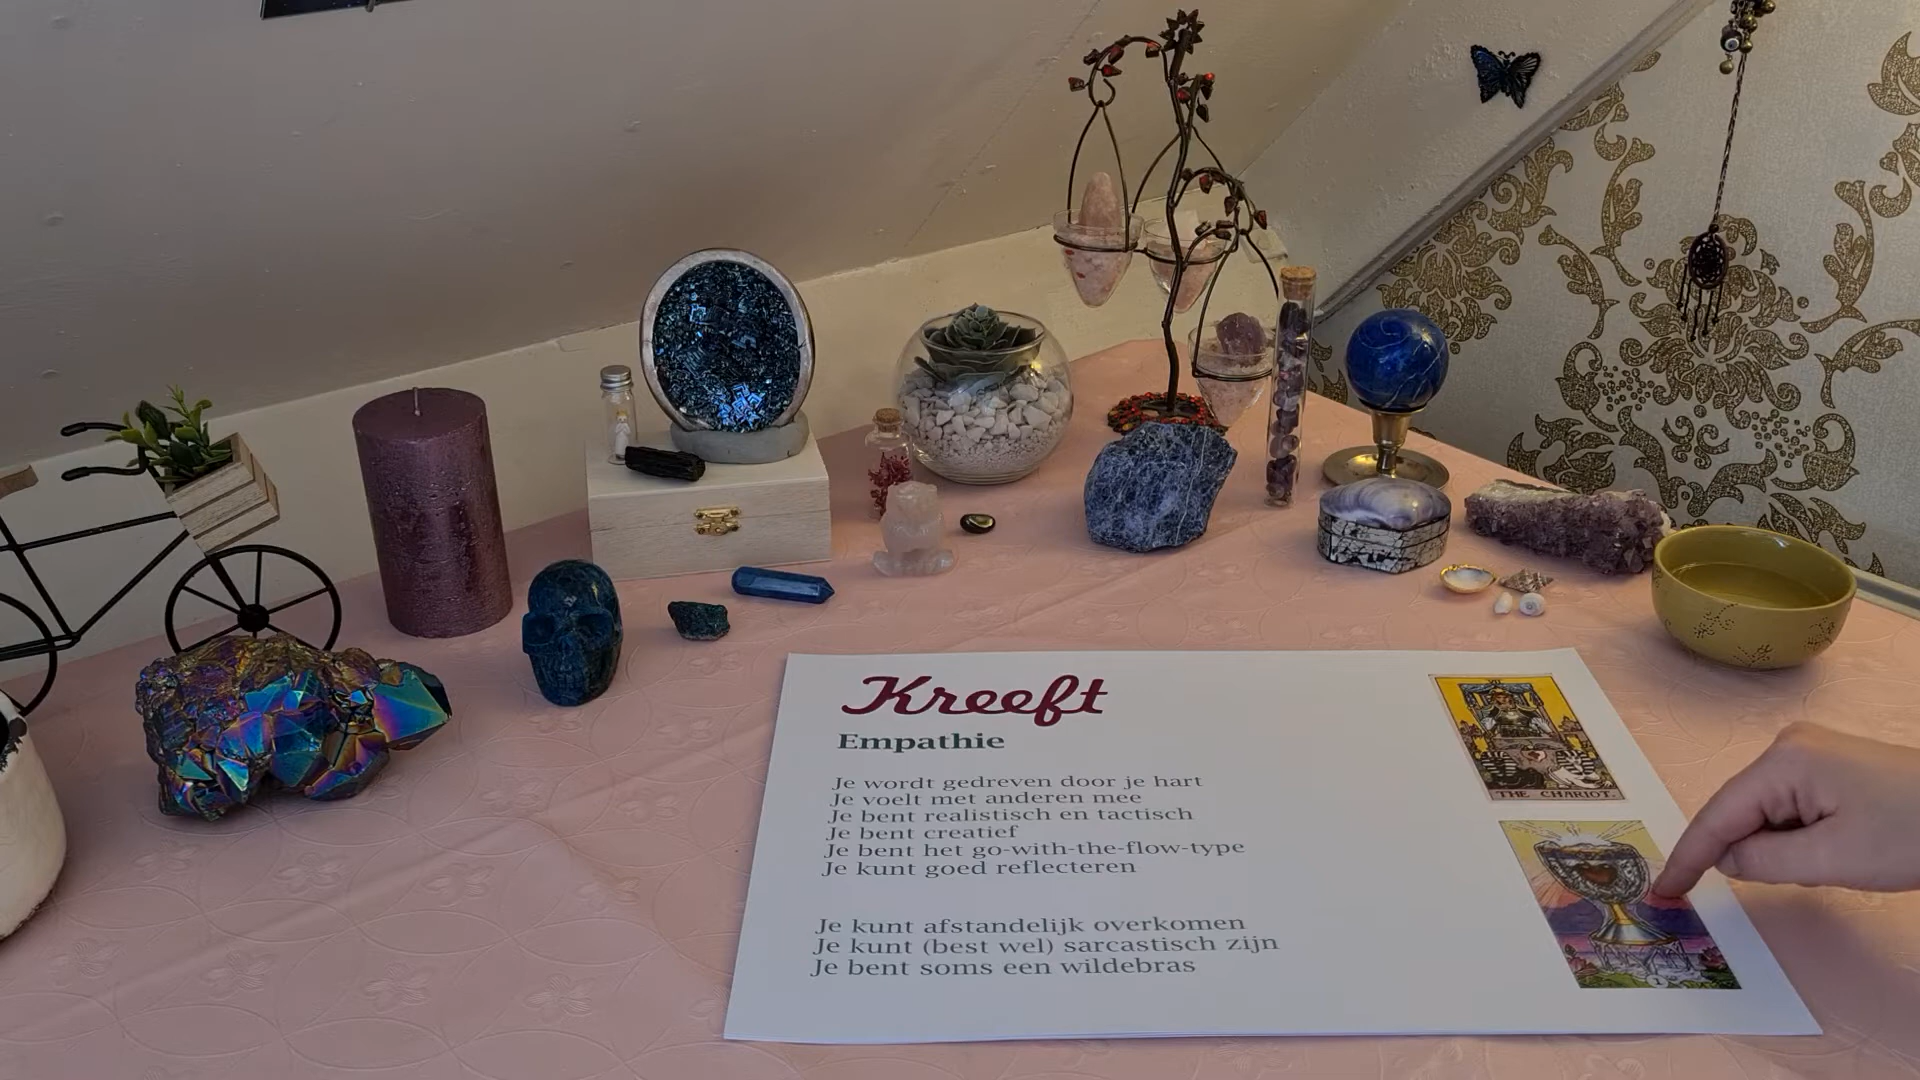 Kreeft
Empathie
Je wordt gedreven door je hart
Je voelt met anderen mee
Je bent realistisch en tactisch
Je bent creatief
Je bent het go-with-the-flow-type
Je kunt goed reflecteren
Je kunt afstandelijk overkomen
Je kunt (best wel) sarcastisch zijn
Je bent soms een wildebras
VII
THE CHARIOT.
1